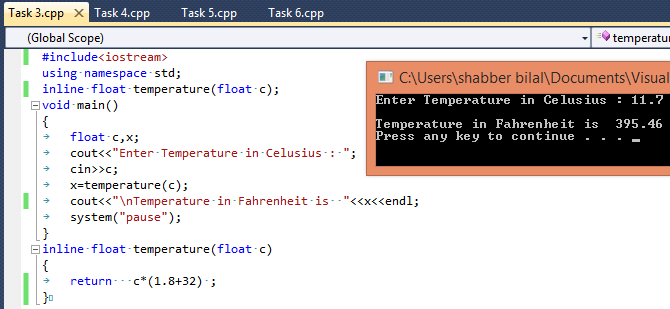 Task 3.cpp Task 4.cpp Task 5.cpp Task 6.cpp
(Global Scope) temperatur
#include<iostream>
using namespace std;
inline float temperature(float c);
void main()
{
float c,x;
cout<<"Enter Temperature in Celusius : ";
cin>>c;
x=temperature(c);
cout<<"\nTemperature in Fahrenheit is  "<<x<<endl;
system("pause");
}
inline float temperature(float c)
{
return   c*(1.8+32) ;
}
C:\Users\shabber bilal\Documents\Visual
Enter Temperature in Celusius : 11.7
Temperature in Fahrenheit is  395.46
Press any key to continue . . .